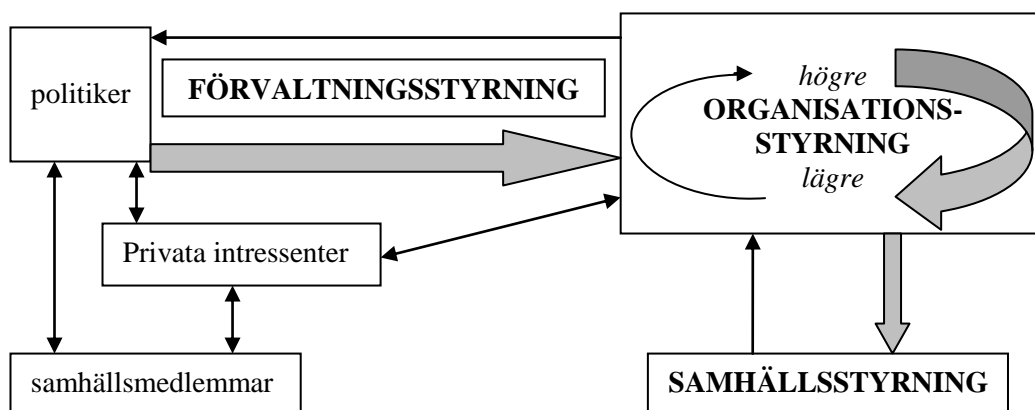 politiker
FÖRVALTNINGSSTYRNING
högre
ORGANISATIONS-
STYRNING
lägre
Privata intressenter
samhällsmedlemmar
SAMHÄLLSSTYRNING